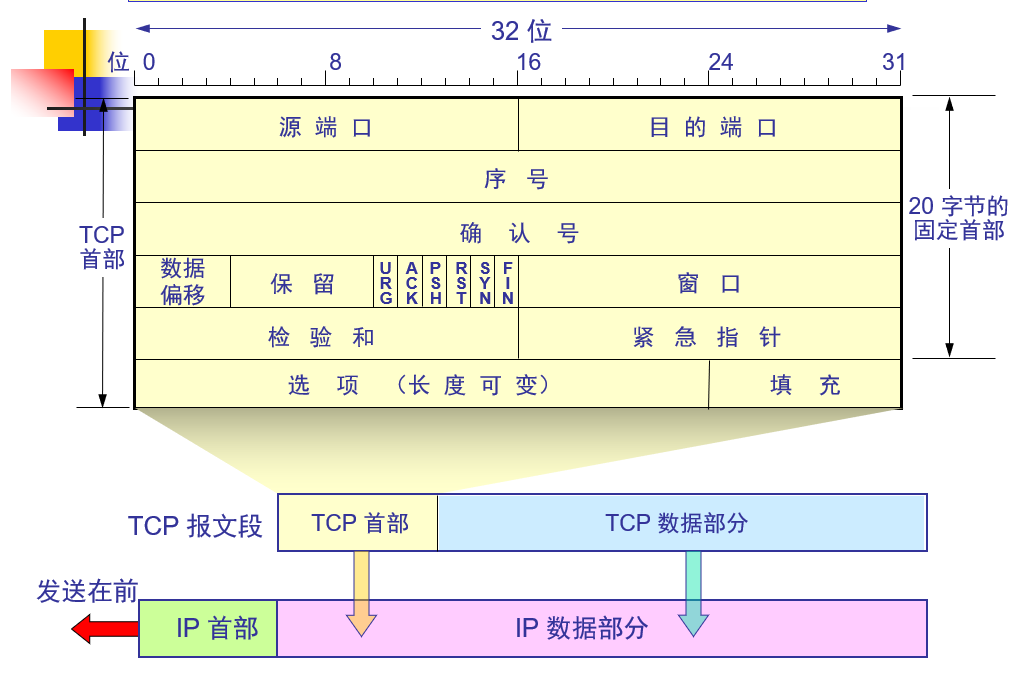 32 位
位 0 8 16 24 31
源 端 口 目 的 端 口
序 号
确 认 号
TCP
首部
20 字节的
固定首部
数据
偏移
保 留
URG
ACK
PSH
RST
SYN
FIN
窗 口
检 验 和 紧 急 指 针
选 项 （长 度 可 变） 填 充
TCP 报文段 TCP 首部 TCP 数据部分
发送在前
IP 首部 IP 数据部分